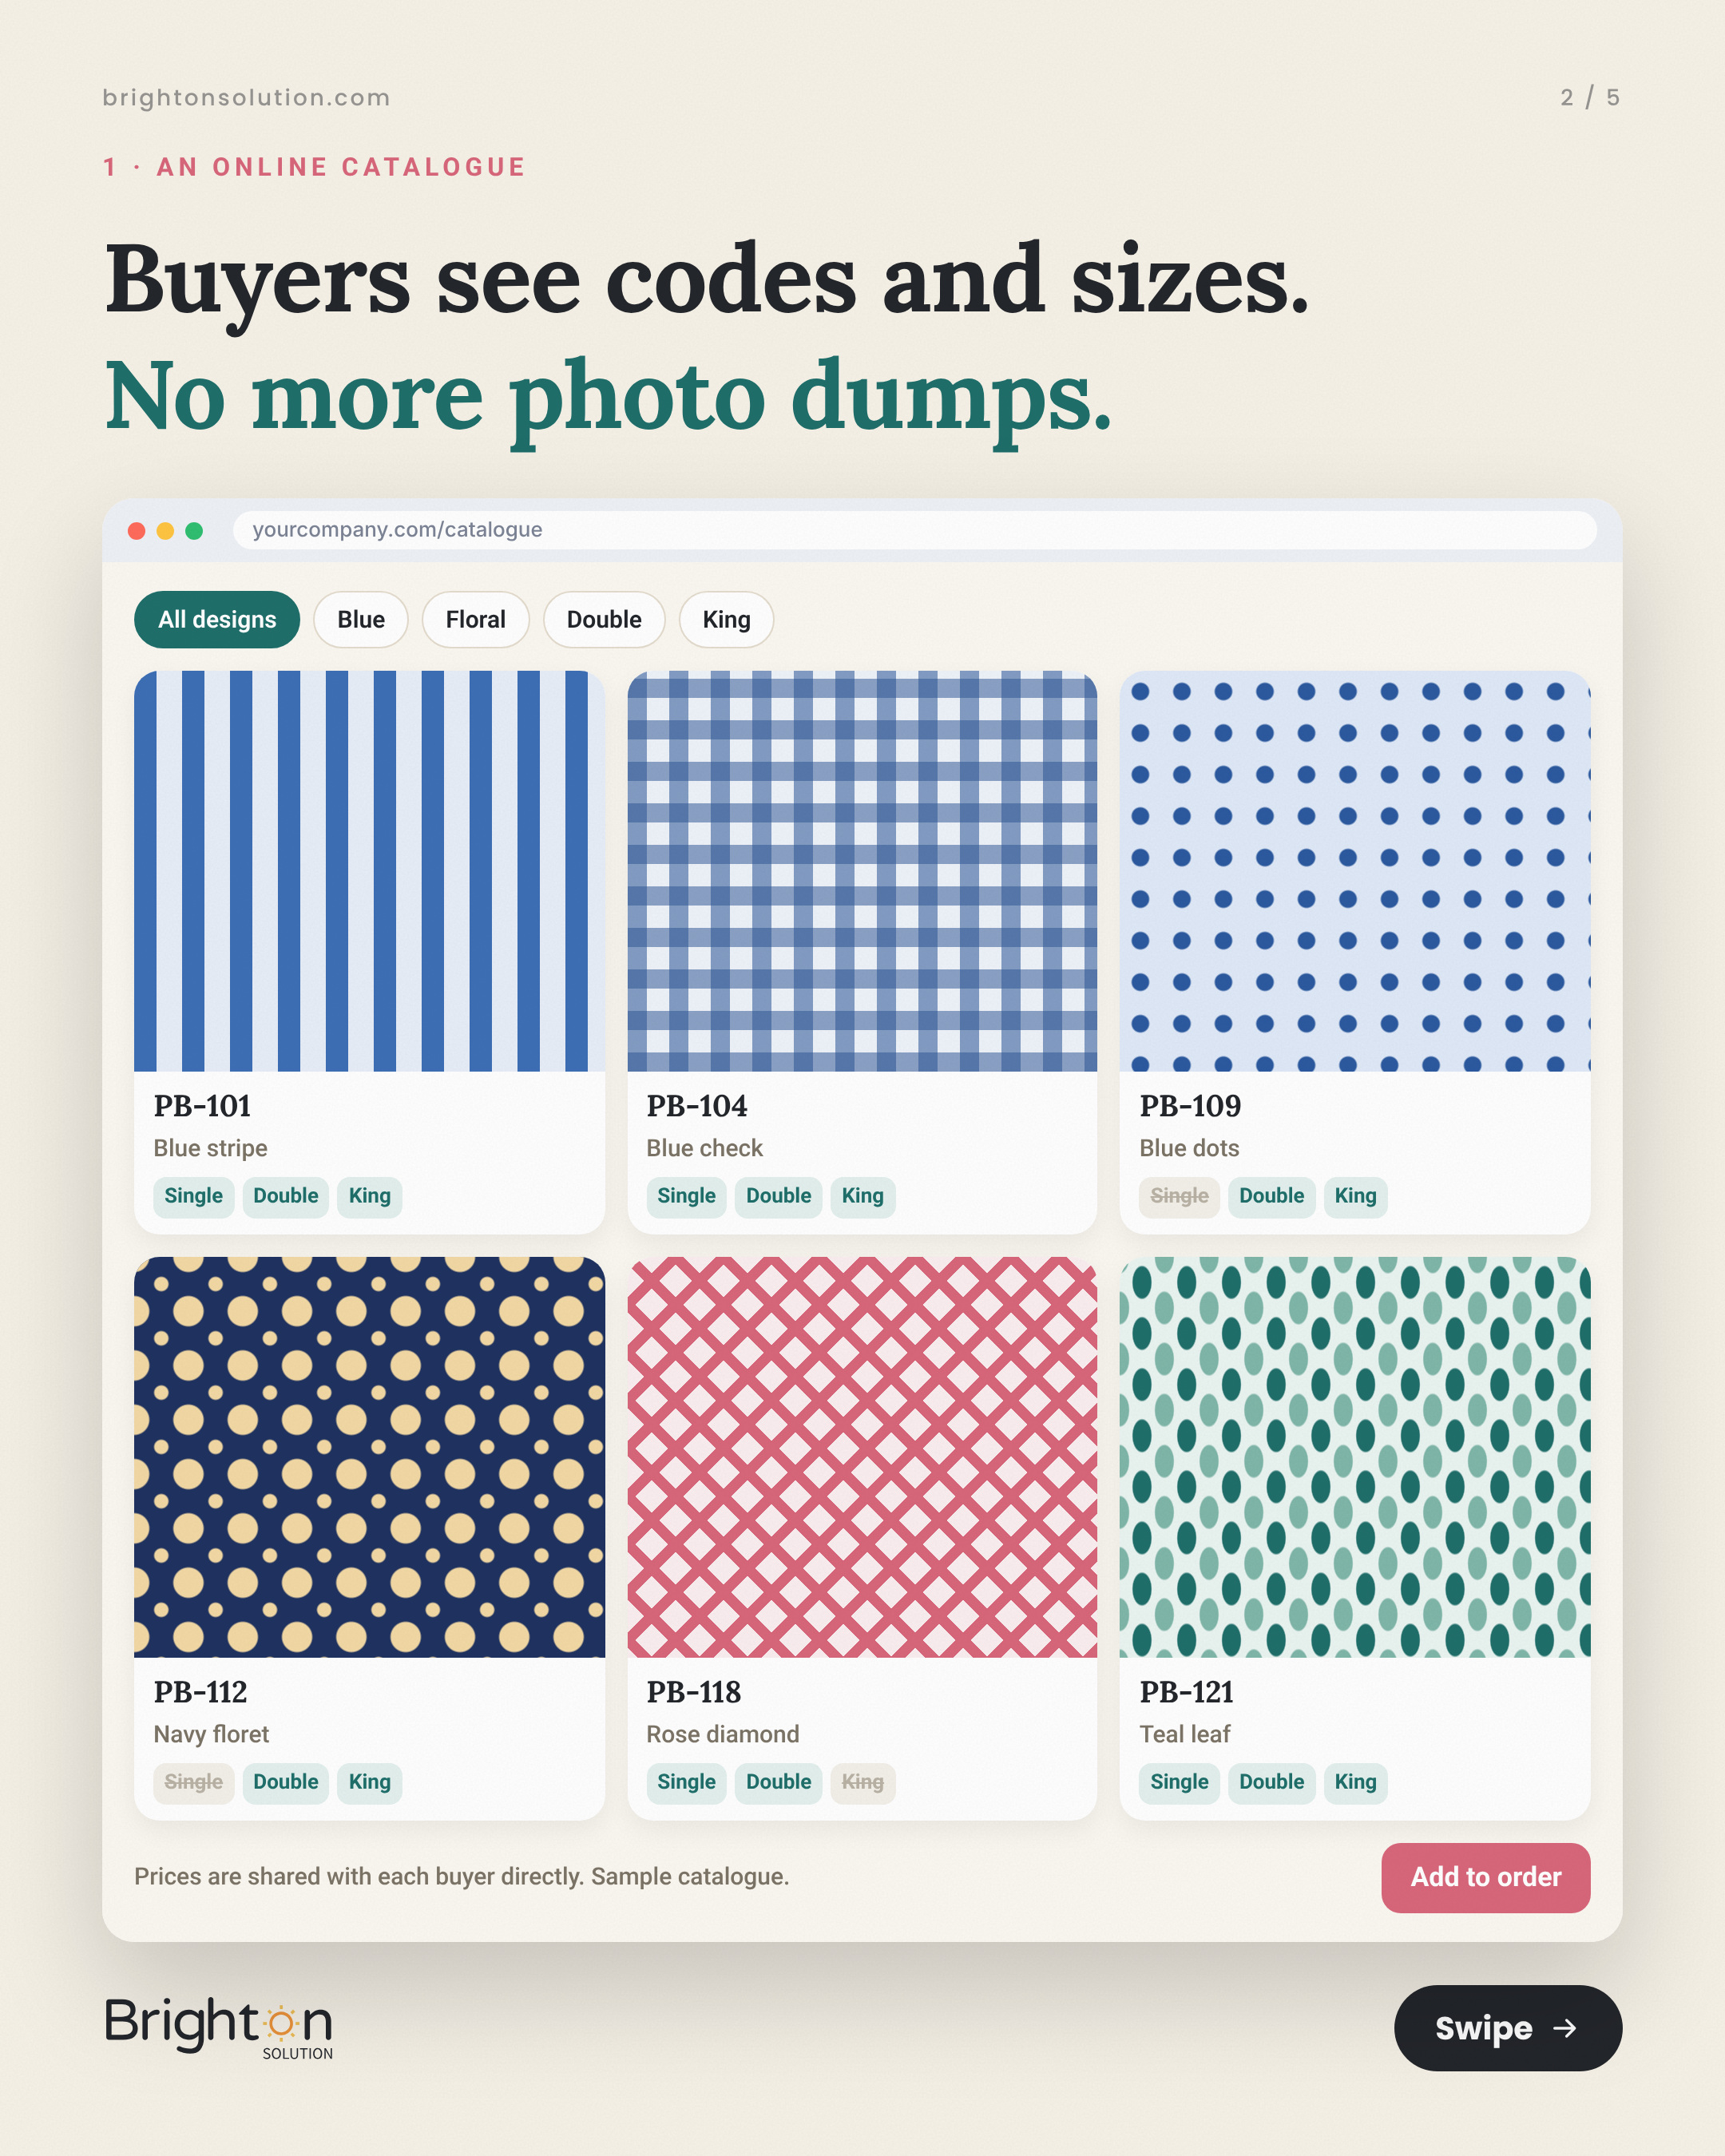 brightonsolution.com
2 / 5
1 · AN ONLINE CATALOGUE
Buyers see codes and sizes.
No more photo dumps.
yourcompany.com/catalogue
All designs Blue Floral Double King
PB-101
Blue stripe
Single Double King
PB-104
Blue check
Single Double King
PB-109
Blue dots
Single Double King
PB-112
Navy floret
Single Double King
PB-118
Rose diamond
Single Double King
PB-121
Teal leaf
Single Double King
Prices are shared with each buyer directly. Sample catalogue.
Add to order
Brighton
SOLUTION
Swipe →